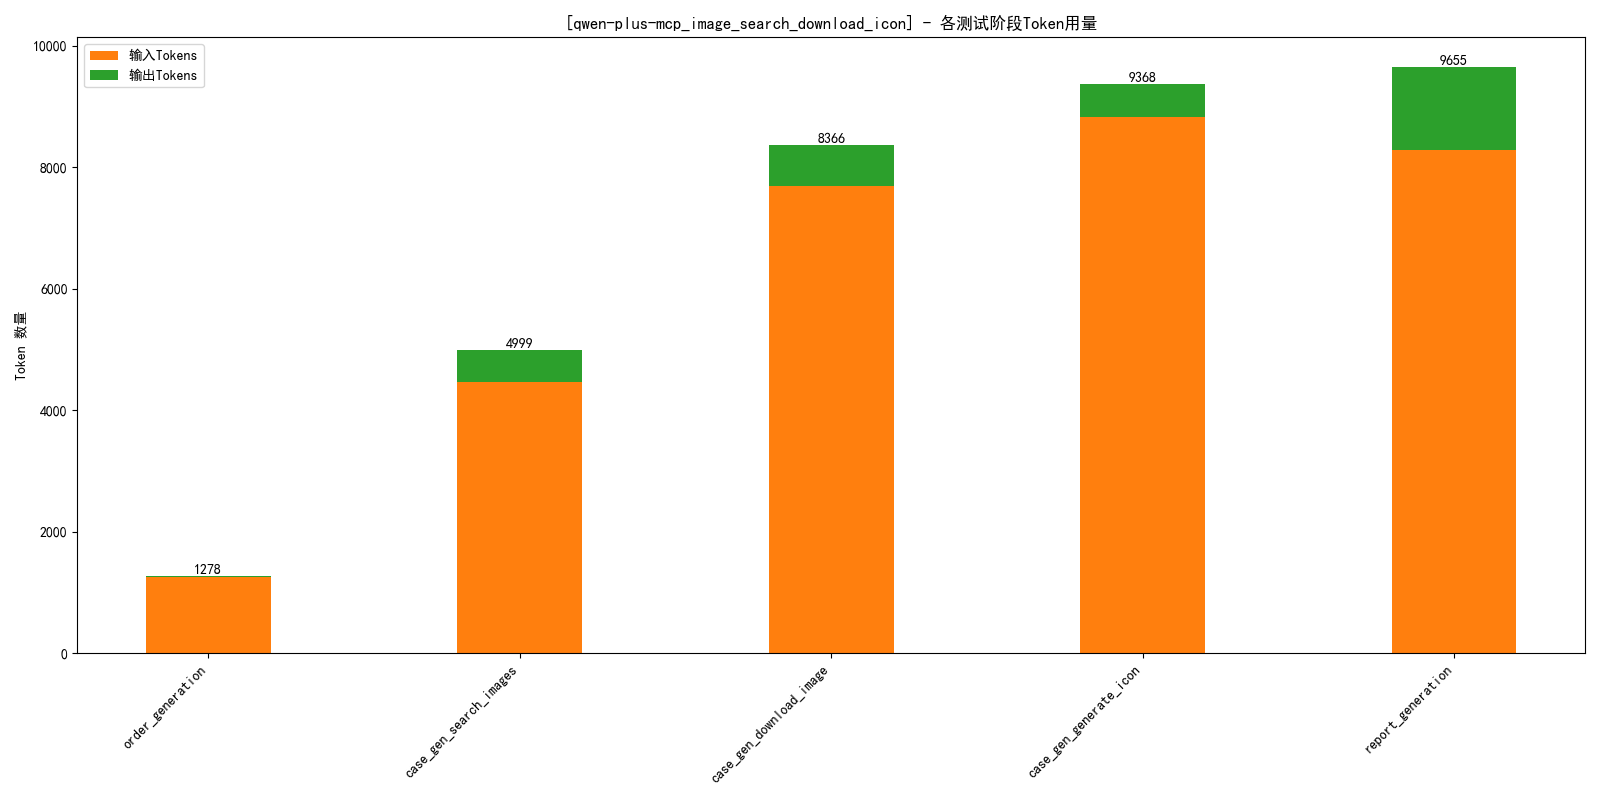 [qwen-plus-mcp_image_search_download_icon] - 各测试阶段Token用量
输入Tokens
输出Tokens
Token 数量
10000
8000
6000
4000
2000
0
1278
4999
8366
9368
9655
order_generation
case_gen_search_images
case_gen_download_image
case_gen_generate_icon
report_generation